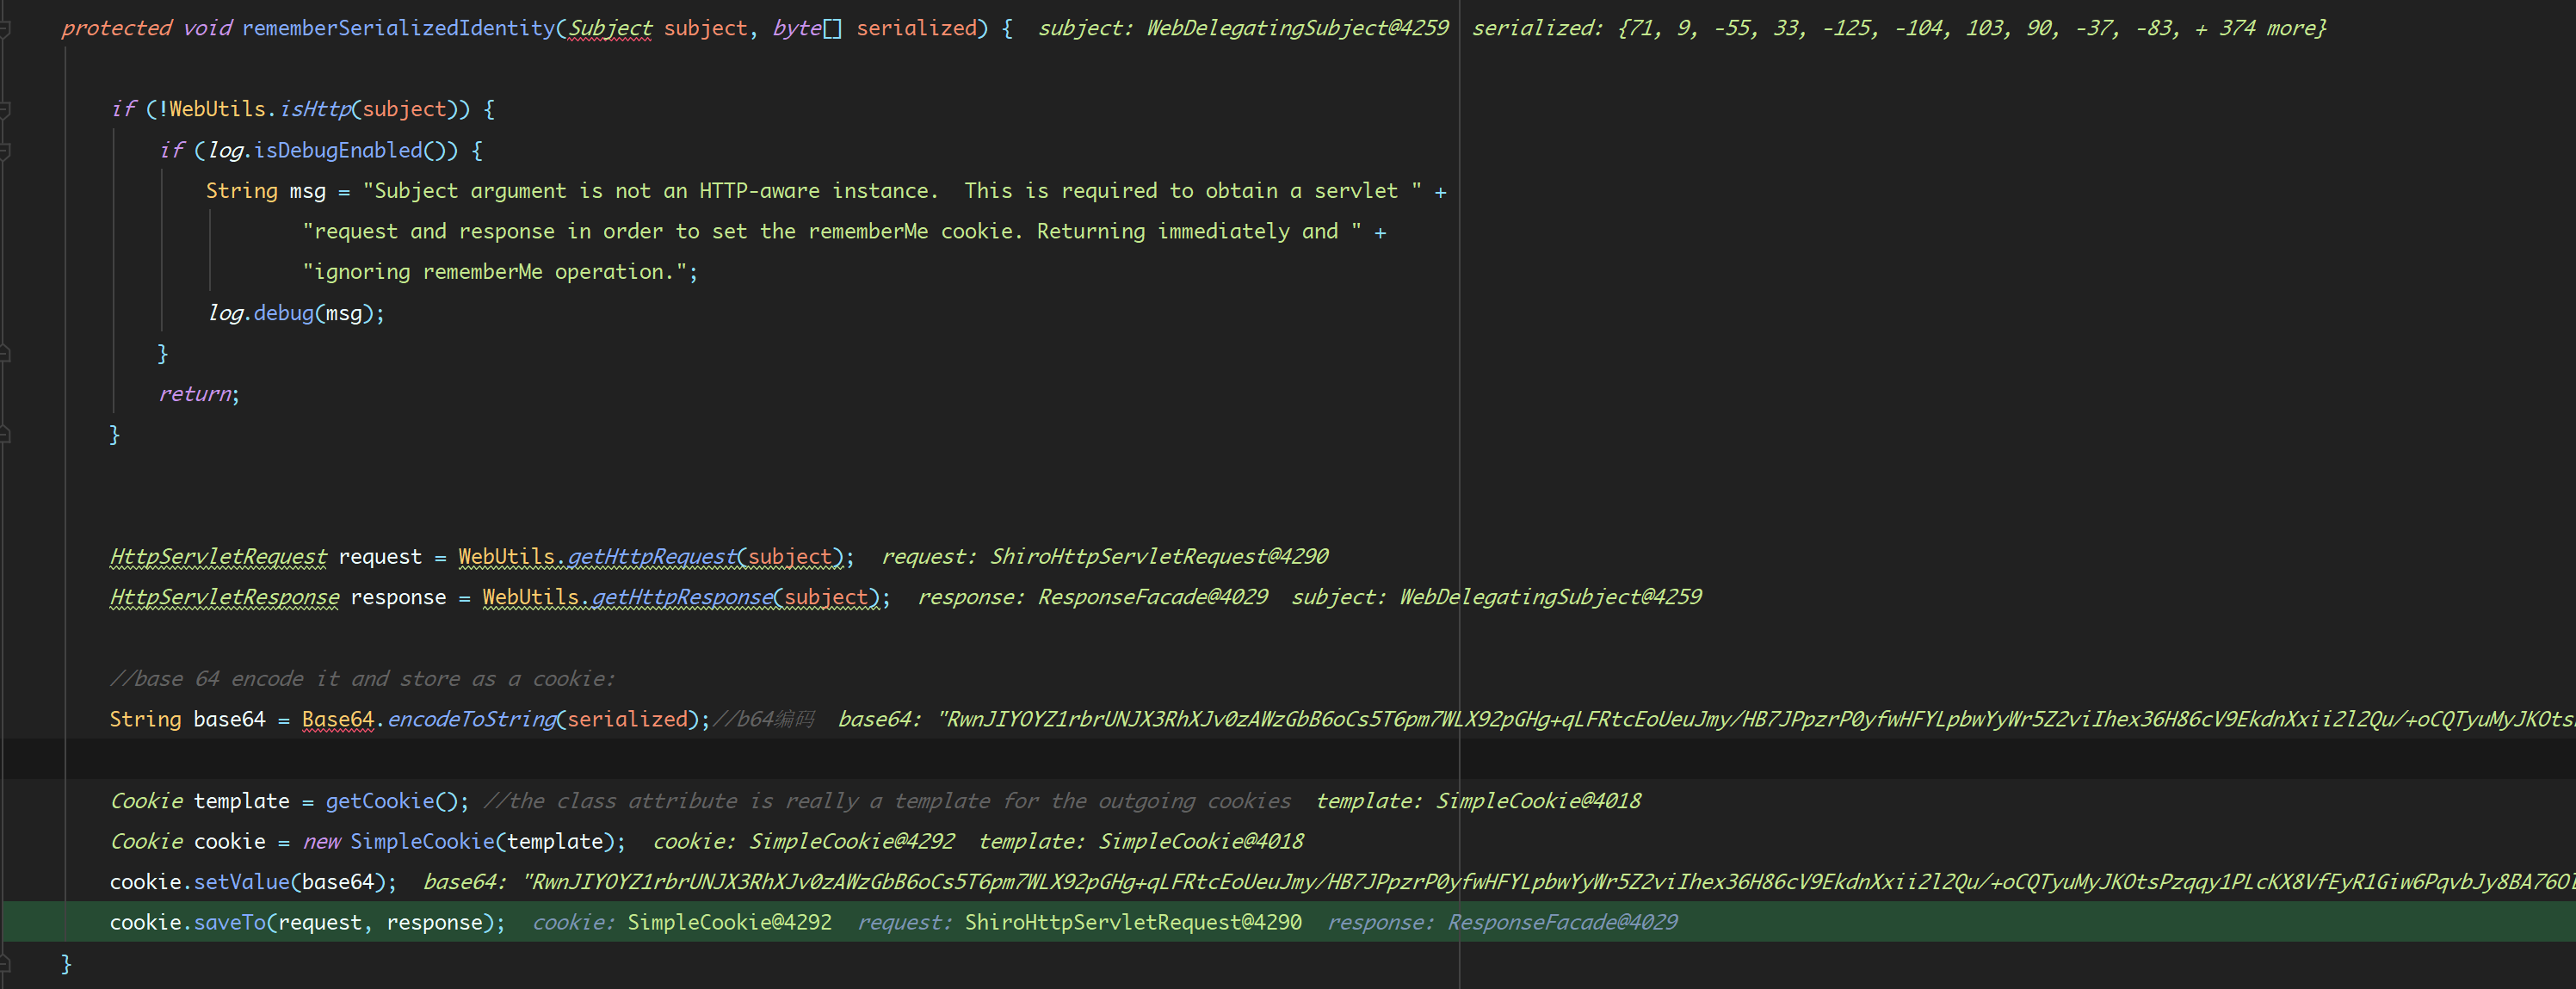 protected void rememberSerializedIdentity(Subject subject, byte[] serialized) {  subject: WebDelegatingSubject@4259  serialized: {71, 9, -55, 33, -125, -104, 103, 90, -37, -83, + 374 more}
if (!WebUtils.isHttp(subject)) {
if (log.isDebugEnabled()) {
String msg = "Subject argument is not an HTTP-aware instance.  This is required to obtain a servlet " +
"request and response in order to set the rememberMe cookie. Returning immediately and " +
"ignoring rememberMe operation.";
log.debug(msg);
}
return;
}
HttpServletRequest request = WebUtils.getHttpRequest(subject);  request: ShiroHttpServletRequest@4290
HttpServletResponse response = WebUtils.getHttpResponse(subject);  response: ResponseFacade@4029  subject: WebDelegatingSubject@4259
//base 64 encode it and store as a cookie:
String base64 = Base64.encodeToString(serialized);//b64编码  base64: "RwnJIYOYZ1rbrUNJX3RhXJv0zAWzGbB6oCs5T6pm7WLX92pGHg+qLFRtcEoUeuJmy/HB7JPpzrP0yfwHFYLpbwYyWr5Z2viIhex36H86cV9EkdnXxii2l2Qu/+oCQTyuMyJKOts
Cookie template = getCookie(); //the class attribute is really a template for the outgoing cookies  template: SimpleCookie@4018
Cookie cookie = new SimpleCookie(template);  cookie: SimpleCookie@4292  template: SimpleCookie@4018
cookie.setValue(base64);  base64: "RwnJIYOYZ1rbrUNJX3RhXJv0zAWzGbB6oCs5T6pm7WLX92pGHg+qLFRtcEoUeuJmy/HB7JPpzrP0yfwHFYLpbwYyWr5Z2viIhex36H86cV9EkdnXxii2l2Qu/+oCQTyuMyJKOtsPzqqy1PLcKX8VfEyR1Giw6PqvbJy8BA76O
cookie.saveTo(request, response);  cookie: SimpleCookie@4292  request: ShiroHttpServletRequest@4290  response: ResponseFacade@4029
}